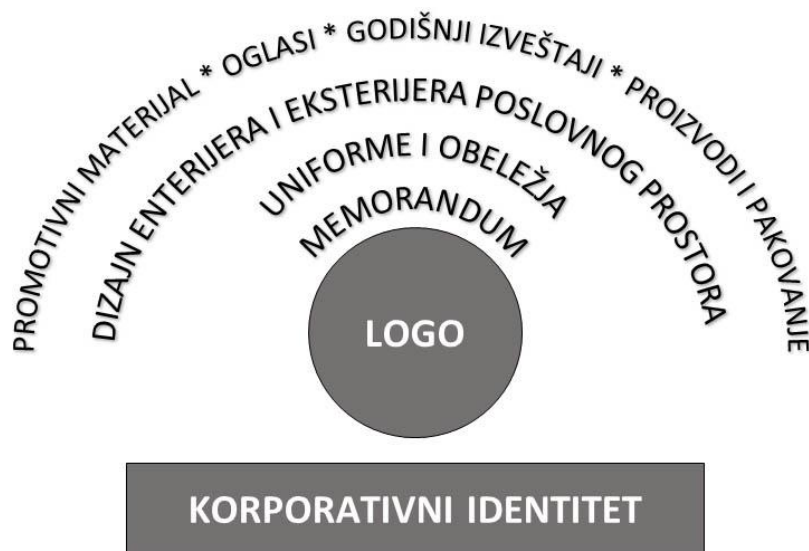 PROMOTIVNI MATERIJAL * OGLASI * GODIŠNJI IZVEŠTAJI * PROIZVODI I PAKOVANJE
DIZAJN ENTERIJERA I EKSTERIJERA POSLOVNOG PROSTORA
UNIFORME I OBELEŽJA
MEMORANDUM
LOGO
KORPORATIVNI IDENTITET